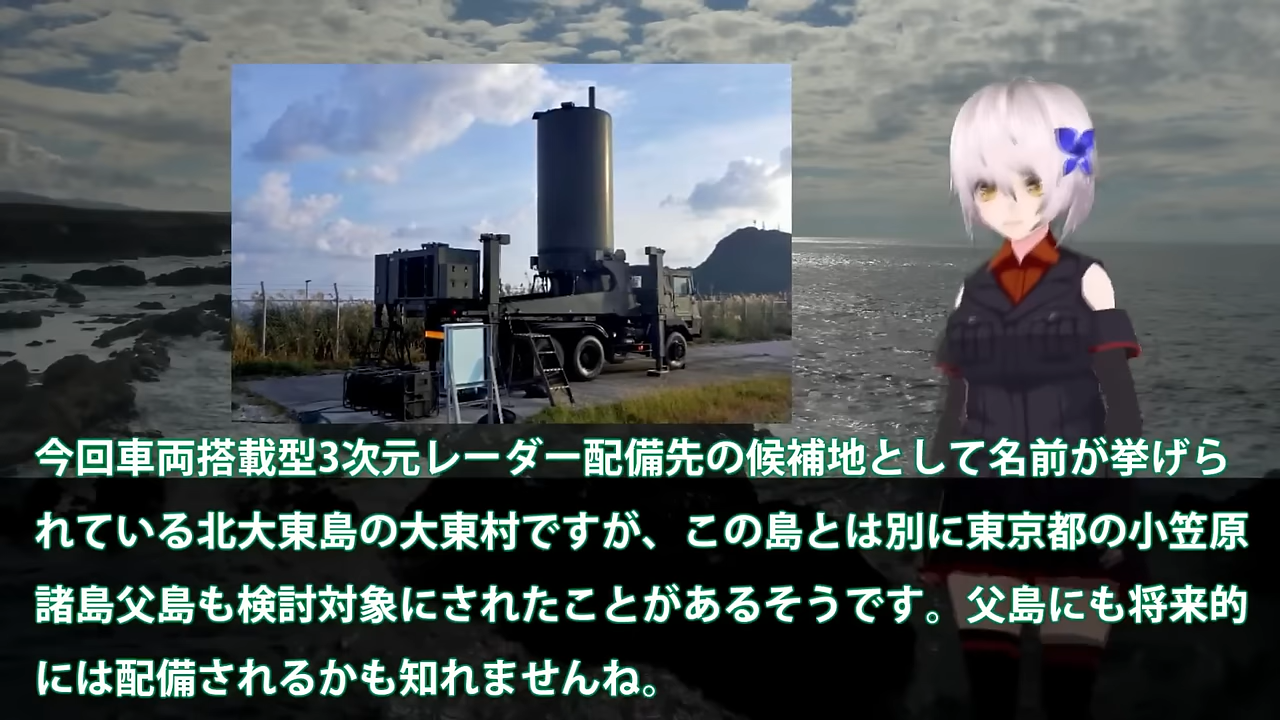 今回車両搭載型3次元レーダー配備先の候補地として名前が挙げら
れている北大東島の大東村ですが、この島とは別に東京都の小笠原
諸島父島も検討対象にされたことがあるそうです。父島にも将来的
には配備されるかも知れませんね。